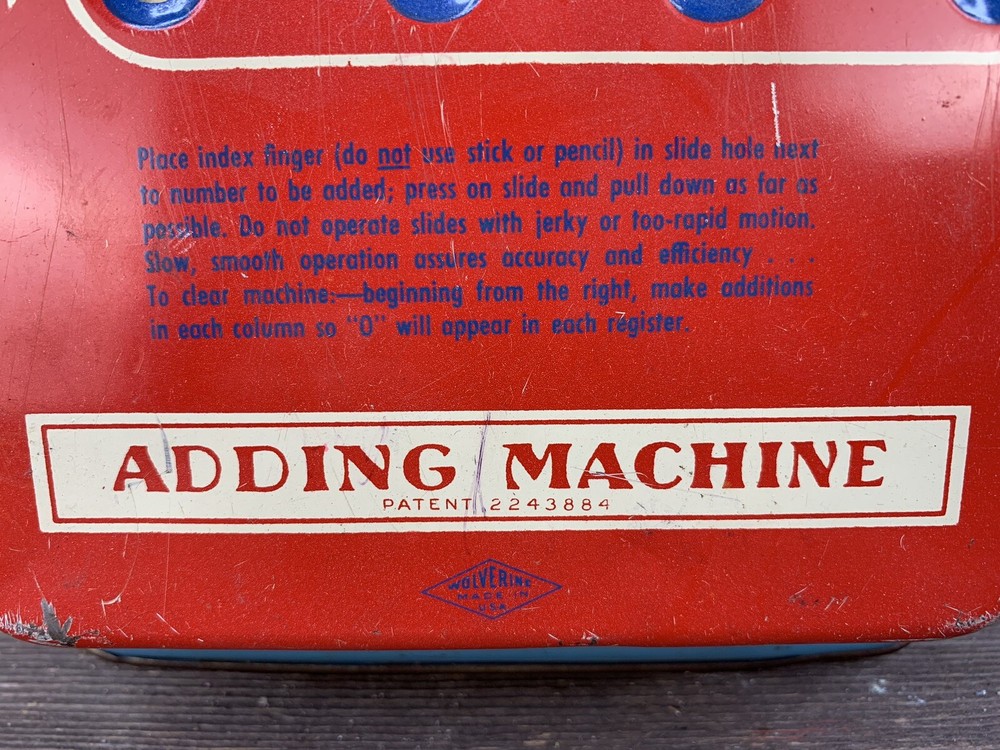 Place index finger (do not use stick or pencil) in slide hole next
to number to be added; press on slide and pull down as far as
possible. Do not operate slides with jerky or too-rapid motion.
Slow, smooth operation assures accuracy and efficiency . . .
To clear machine:—beginning from the right, make additions
in each column so "0" will appear in each register.
ADDING MACHINE
PATENT 2243884
WOLVERINE
MADE IN
USA